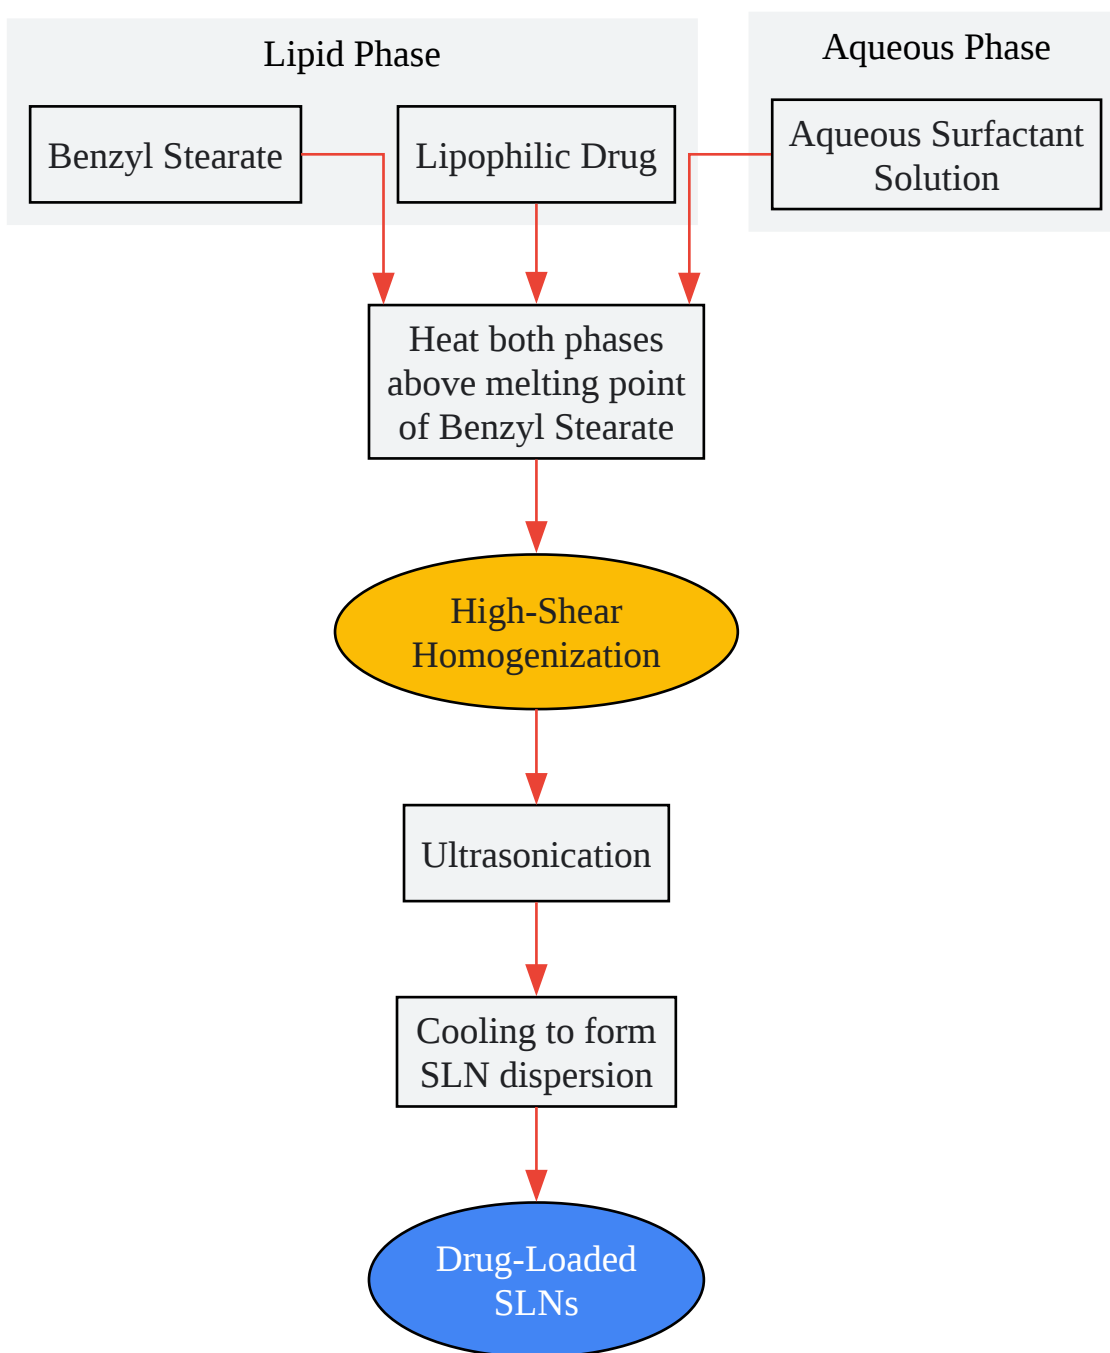 Lipid Phase
Aqueous Phase
Benzyl Stearate
Lipophilic Drug
Aqueous Surfactant
Solution
Heat both phases
above melting point
of Benzyl Stearate
High-Shear
Homogenization
Ultrasonication
Cooling to form
SLN dispersion
Drug-Loaded
SLNs